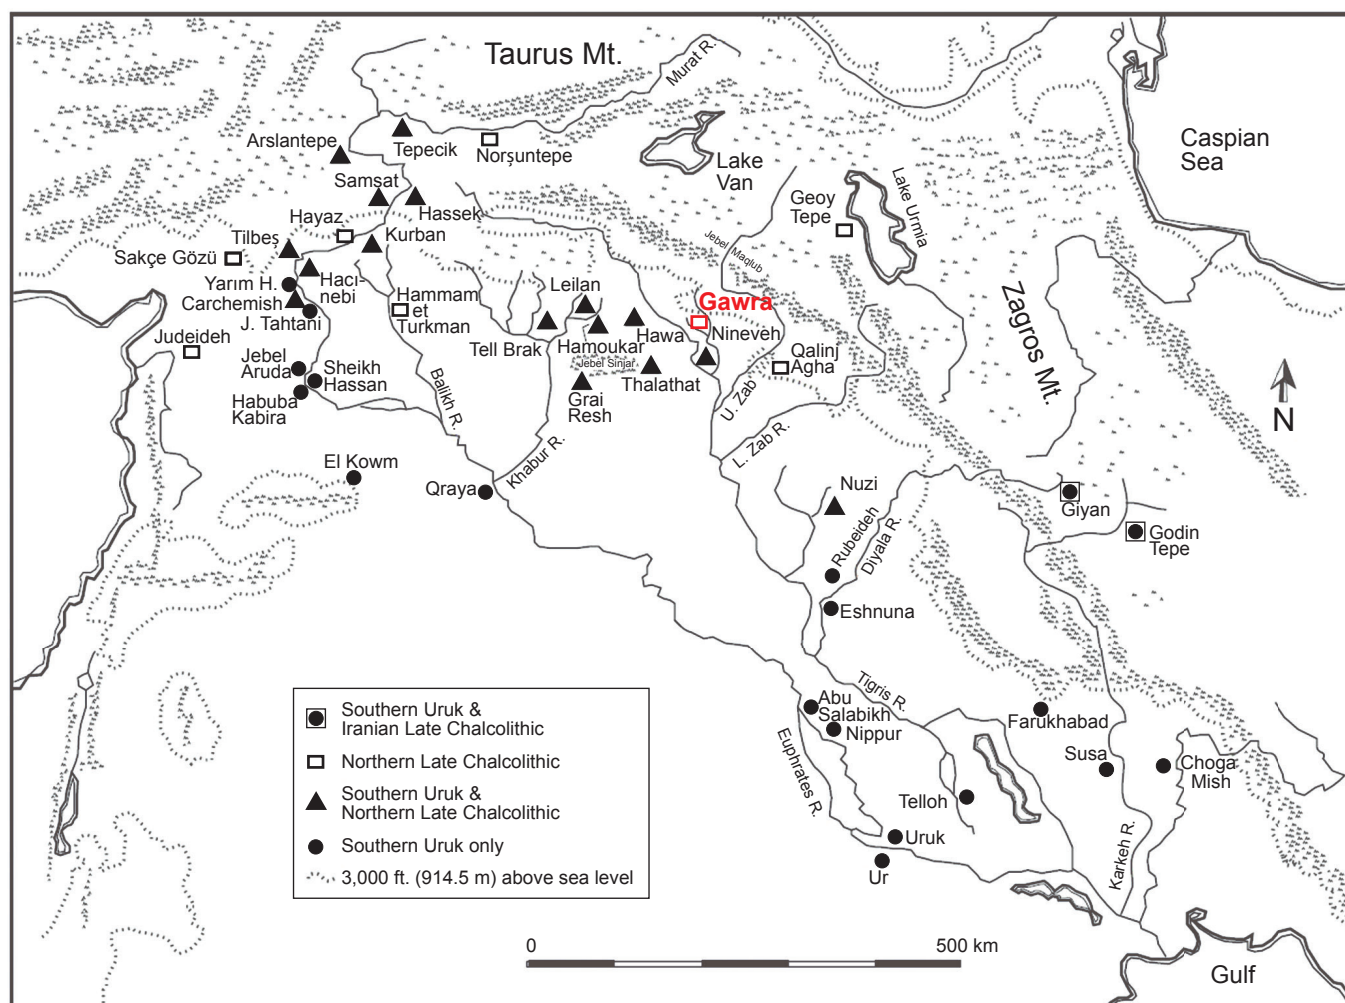 Taurus Mt.
Murat R.
Caspian
Sea
Arslantepe
Tepecik
Norşuntepe
Lake
Van
Samsat
Hassek
Geoy
Tepe
Lake Urmia
Hayaz
Kurban
Tilbeş
Sakçe Gözü
Jebel Maqlub
Yarım H.
Hacı-
nebi
Carchemish
J. Tahtani
Hammam
et
Turkman
Leilan
Gawra
Zagros Mt.
Judeideh
Tell Brak
Hamoukar
Hawa
Nineveh
Jebel Sinjar
Qalinj
Agha
Jebel
Aruda
Sheikh
Hassan
Thalathat
Habuba
Kabira
Balikh R.
Grai
Resh
U. Zab
N
L. Zab R.
Khabur R.
El Kowm
Qraya
Nuzi
Giyan
Rubeideh
Diyala R.
Godin
Tepe
Eshnuna
Tigris R.
Abu
Salabikh
Nippur
Farukhabad
Euphrates R.
Susa
Choga
Mish
Telloh
Uruk
Ur
Karkeh R.
Gulf
Southern Uruk &
Iranian Late Chalcolithic
Northern Late Chalcolithic
Southern Uruk &
Northern Late Chalcolithic
Southern Uruk only
3,000 ft. (914.5 m) above sea level
0
500 km